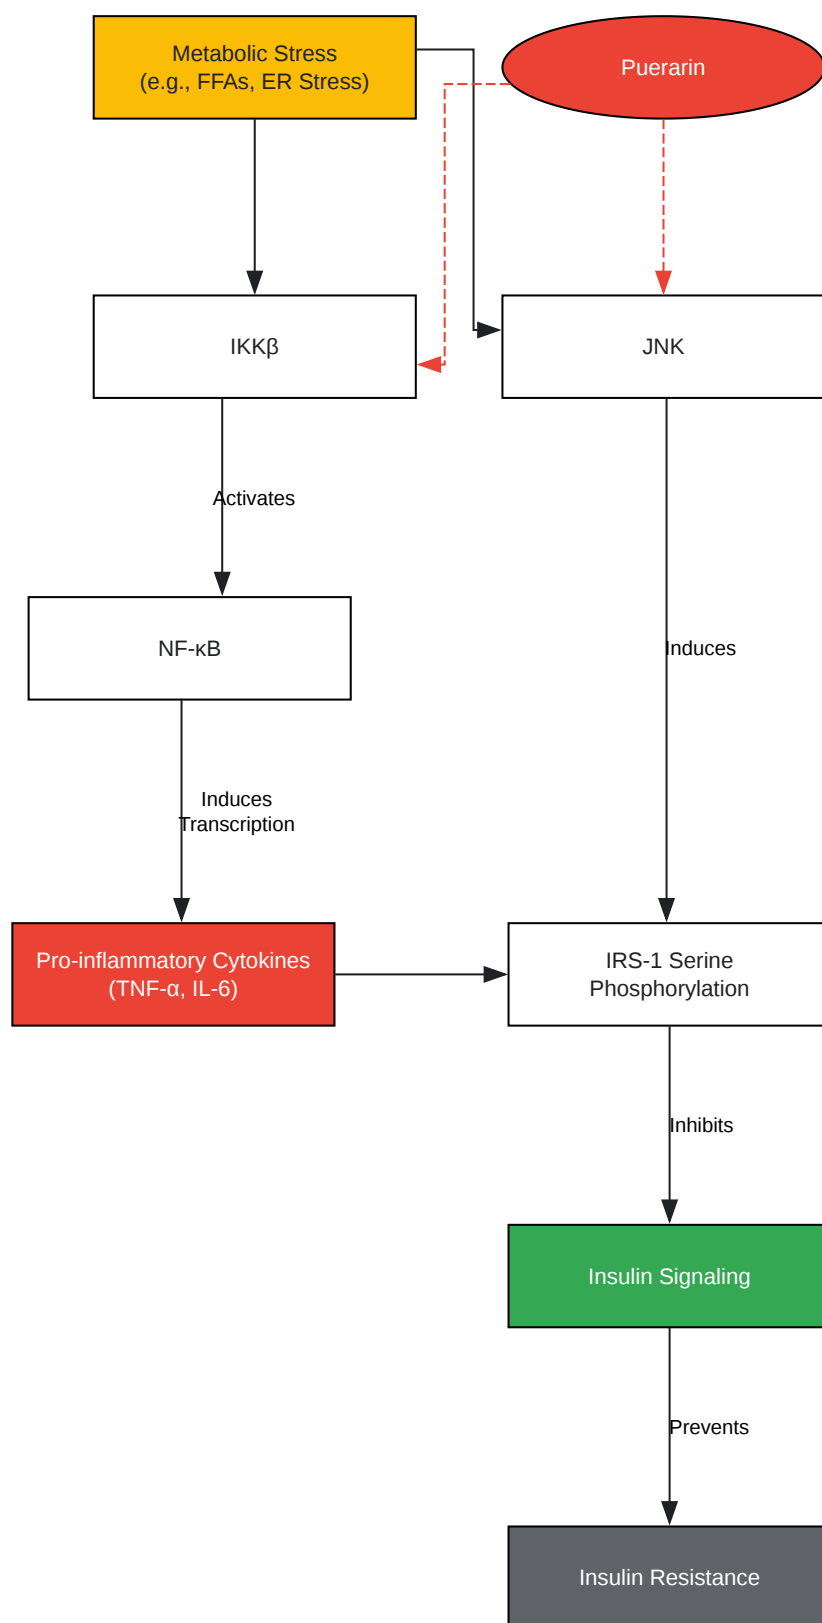 Metabolic Stress
(e.g., FFAs, ER Stress)
Puerarin
IKKβ
JNK
Activates
NF-κB
Induces
Induces
Transcription
Pro-inflammatory Cytokines
(TNF-α, IL-6)
IRS-1 Serine
Phosphorylation
Inhibits
Insulin Signaling
Prevents
Insulin Resistance